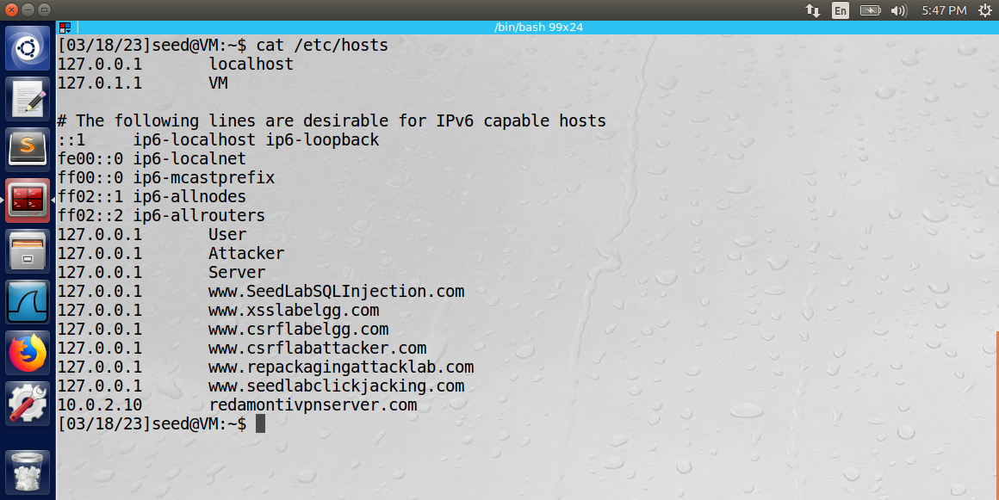 En
5:47 PM
/bin/bash 99x24
[03/18/23]seed@VM:~$ cat /etc/hosts
127.0.0.1       localhost
127.0.1.1       VM
# The following lines are desirable for IPv6 capable hosts
::1     ip6-localhost ip6-loopback
fe00::0 ip6-localnet
ff00::0 ip6-mcastprefix
ff02::1 ip6-allnodes
ff02::2 ip6-allrouters
127.0.0.1       User
127.0.0.1       Attacker
127.0.0.1       Server
127.0.0.1       www.SeedLabSQLInjection.com
127.0.0.1       www.xsslabelgg.com
127.0.0.1       www.csrflabelgg.com
127.0.0.1       www.csrflabattacker.com
127.0.0.1       www.repackagingattacklab.com
127.0.0.1       www.seedlabclickjacking.com
10.0.2.10       redamontivpnserver.com
[03/18/23]seed@VM:~$